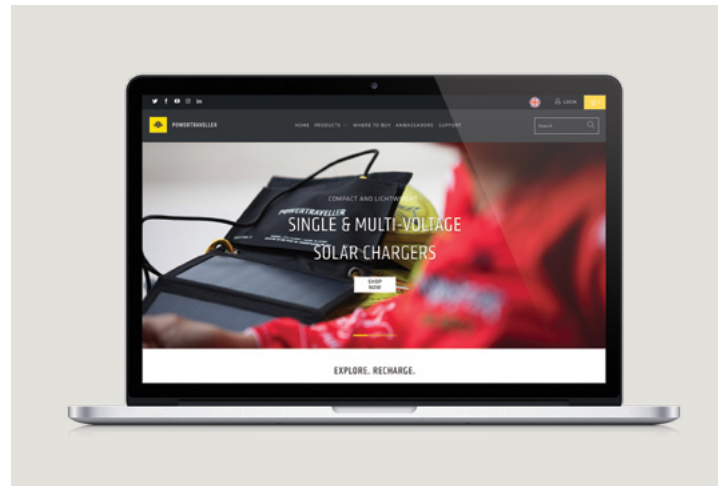 LOGIN
POWERTRAVELLER
HOME PRODUCTS WHERE TO BUY AMBASSADORS SUPPORT
Search
COMPACT AND LIGHTWEIGHT
POWERTRAVELLER
SINGLE & MULTI-VOLTAGE
SOLAR CHARGERS
SHOP
NOW
EXPLORE. RECHARGE.